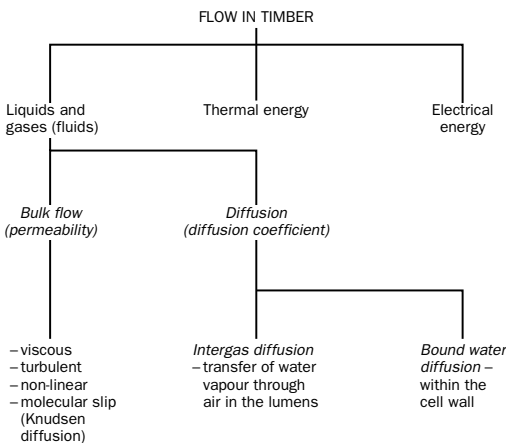 FLOW IN TIMBER
Liquids and
gases (fluids)
Thermal energy
Electrical
energy
Bulk flow
(permeability)
Diffusion
(diffusion coefficient)
– viscous
– turbulent
– non-linear
– molecular slip
(Knudsen
diffusion)
Intergas diffusion
– transfer of water
vapour through
air in the lumens
Bound water
diffusion –
within the
cell wall